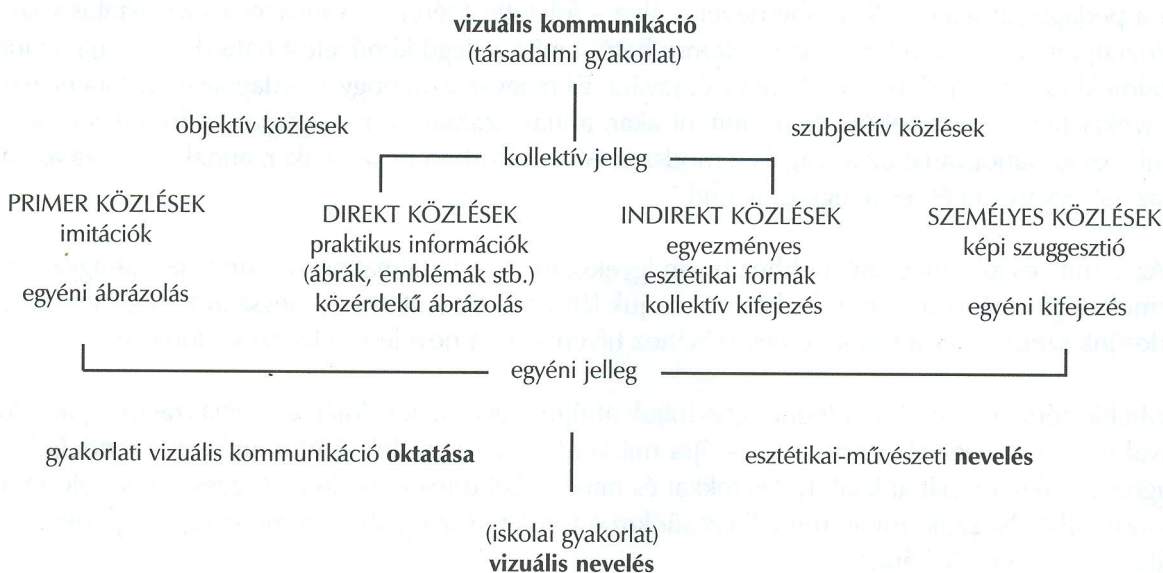 vizuális kommunikáció
(társadalmi gyakorlat)
objektív közlések
szubjektív közlések
kollektív jelleg
PRIMER KÖZLÉSEK
imitációk
egyéni ábrázolás
DIREKT KÖZLÉSEK
praktikus információk
(ábrák, emblémák stb.)
közérdekű ábrázolás
INDIREKT KÖZLÉSEK
egyezményes
esztétikai formák
kollektív kifejezés
SZEMÉLYES KÖZLÉSEK
képi szuggesztió
egyéni kifejezés
egyéni jelleg
gyakorlati vizuális kommunikáció oktatása
esztétikai-művészeti nevelés
(iskolai gyakorlat)
vizuális nevelés